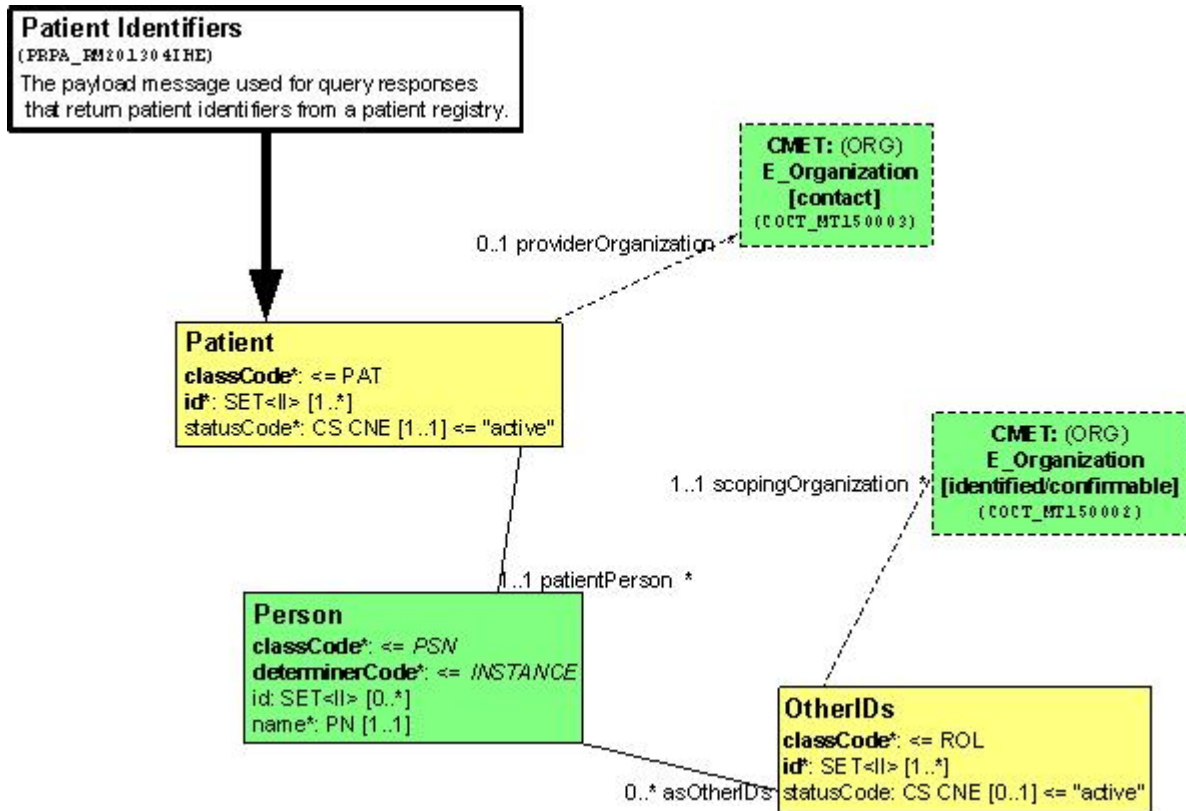 Patient Identifiers
(PRPA_RM201304IHE)
The payload message used for query responses
that return patient identifiers from a patient registry.
CMET: (ORG)
E_Organization
[contact]
(COCT_MT150003)
0..1 providerOrganization *
Patient
classCode*: <= PAT
id*: SET<II> [1..*]
statusCode*: CS CNE [1..1] <= "active"
CMET: (ORG)
E_Organization
[identified/confirmable]
(COCT_MT150002)
1..1 scopingOrganization *
1..1 patientPerson *
Person
classCode*: <= PSN
determinerCode*: <= INSTANCE
id: SET<II> [0..*]
name*: PN [1..1]
OtherIDs
classCode*: <= ROL
id*: SET<II> [1..*]
statusCode: CS CNE [0..1] <= "active"
0..* asOtherIDs